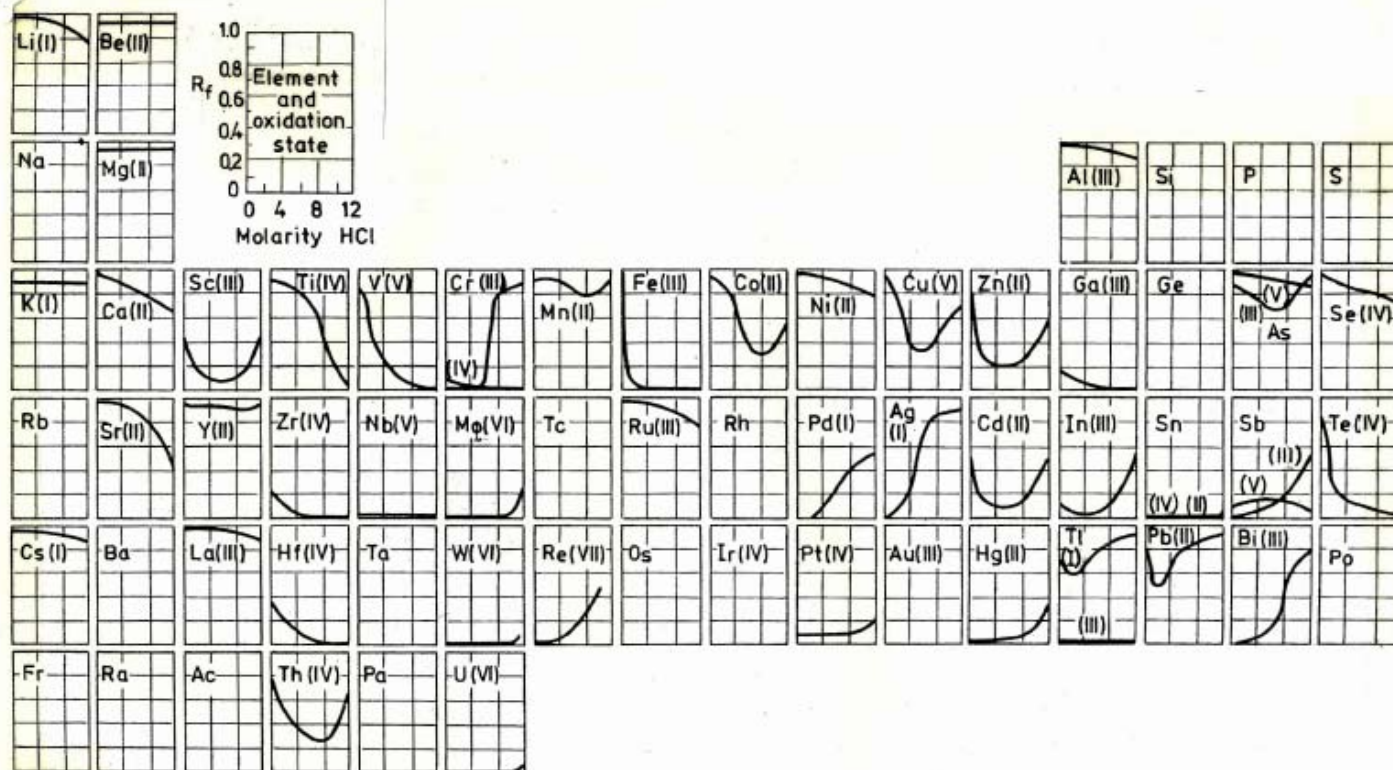 Li(I) Be(II)
1.0
0.8
Rf
0.6
0.4
0.2
0
Element
and
oxidation
state
0 4 8 12
Molarity HCl
Na Mg(II) Al(III) Si P S
K(I) Ca(II) Sc(III) Ti(IV) V(V) Cr(III) Mn(II) Fe(III) Co(II) Ni(II) Cu(V) Zn(II) Ga(III) Ge (V) Se(IV)
(IV) (III) As
Rb Sr(II) Y(II) Zr(IV) Nb(V) Mo(VI) Tc Ru(III) Rh Pd(I) Ag Cd(II) In(III) Sn Sb Te(IV)
(I) (III)
(IV) (II) (V)
Cs(I) Ba La(III) Hf(IV) Ta W(VI) Re(VII) Os Ir(IV) Pt(IV) Au(III) Hg(II) Tl Pb(II) Bi(III) Po
(I)
(III)
Fr Ra Ac Th(IV) Pa U(VI)